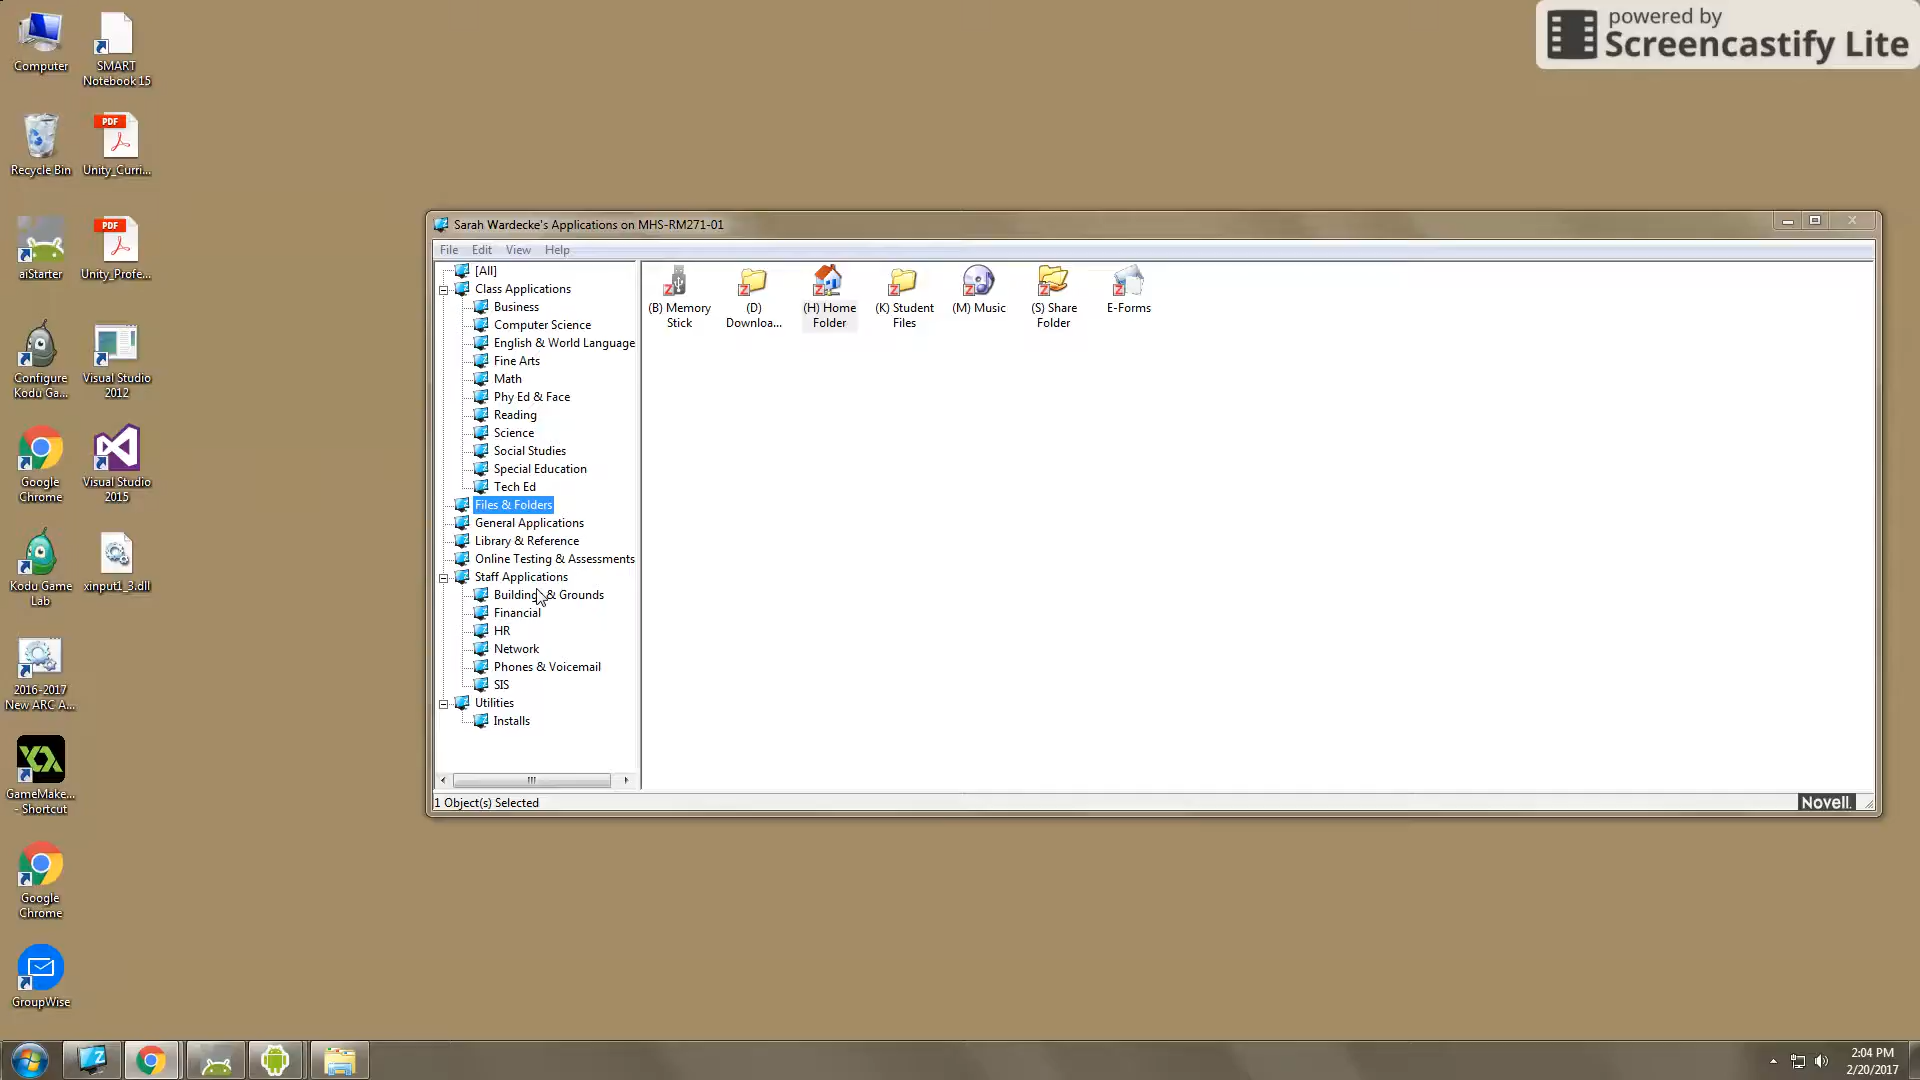 powered by
Screencastify Lite
Computer
SMART
Notebook 15
PDF
Recycle Bin
Unity_Curri...
PDF
aiStarter
Unity_Profe...
Configure
Kodu Ga...
Visual Studio
2012
Google
Chrome
Visual Studio
2015
Kodu Game
Lab
xinput1_3.dll
2016-2017
New ARC A...
GameMake...
- Shortcut
Google
Chrome
GroupWise
Sarah Wardecke's Applications on MHS-RM271-01
File Edit View Help
[All]
Class Applications
Business
Computer Science
English & World Language
Fine Arts
Math
Phy Ed & Face
Reading
Science
Social Studies
Special Education
Tech Ed
Files & Folders
General Applications
Library & Reference
Online Testing & Assessments
Staff Applications
Building & Grounds
Financial
HR
Network
Phones & Voicemail
SIS
Utilities
Installs
(B) Memory
Stick
(D)
Downloa...
(H) Home
Folder
(K) Student
Files
(M) Music
(S) Share
Folder
E-Forms
1 Object(s) Selected
Novell.
2:04 PM
2/20/2017